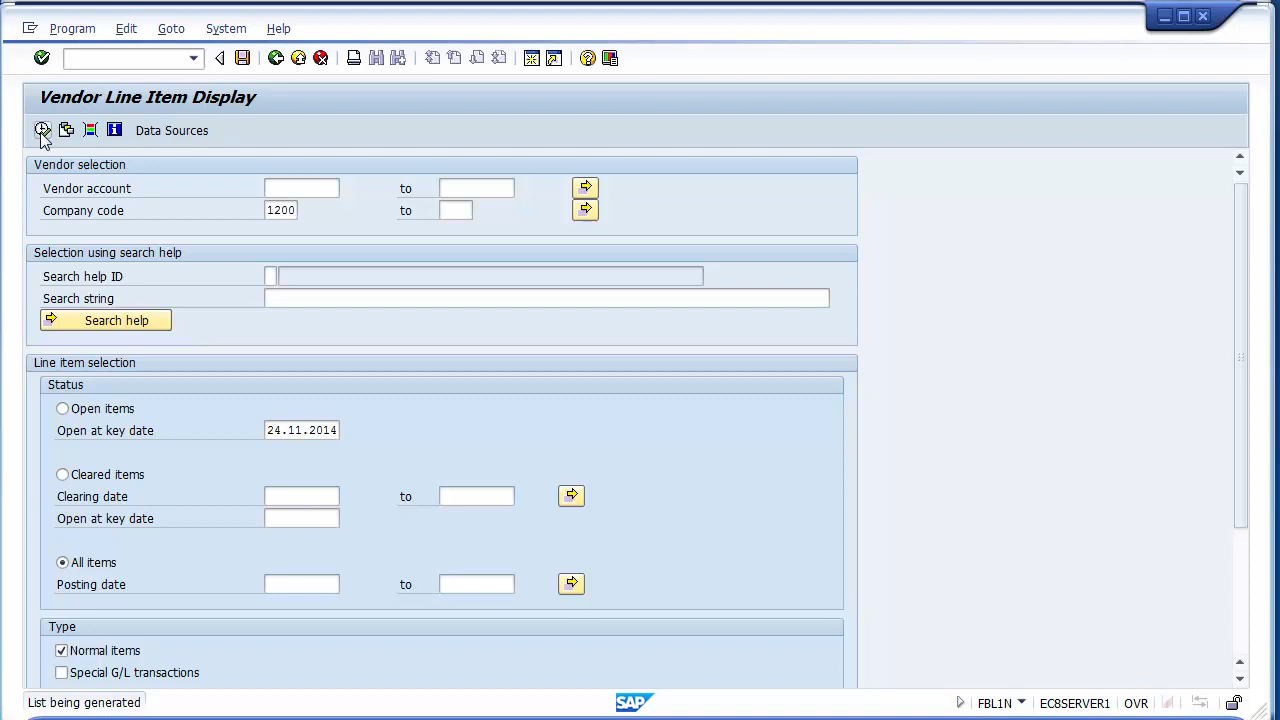 Program Edit Goto System Help
Vendor Line Item Display
Data Sources
Vendor selection
Vendor account to
Company code 1200 to
Selection using search help
Search help ID
Search string
Search help
Line item selection
Status
Open items
Open at key date 24.11.2014
Cleared items
Clearing date to
Open at key date
All items
Posting date to
Type
Normal items
Special G/L transactions
List being generated SAP FBL1N EC8SERVER1 OVR